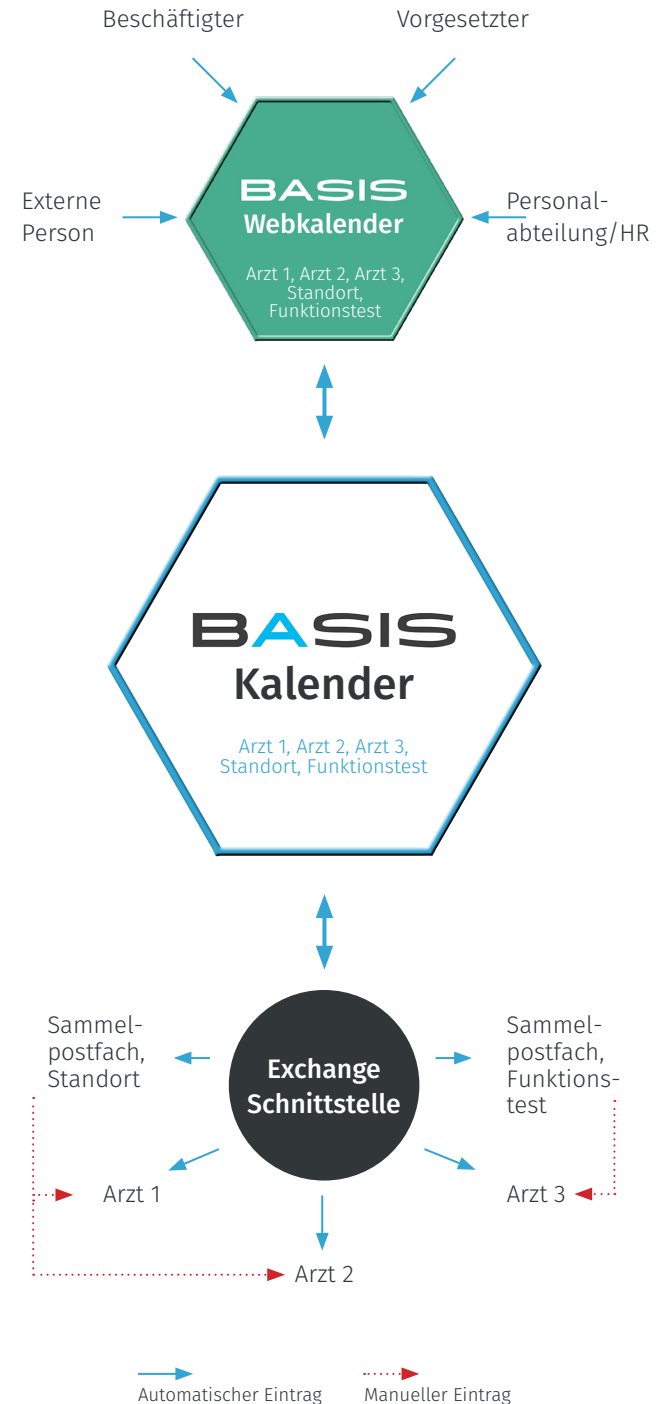 Beschäftigter
Vorgesetzter
Externe
Person
BASIS
Webkalender
Arzt 1, Arzt 2, Arzt 3,
Standort,
Funktionstest
Personal-
abteilung/HR
BASIS
Kalender
Arzt 1, Arzt 2, Arzt 3,
Standort, Funktionstest
Sammel-
postfach,
Standort
Exchange
Schnittstelle
Sammel-
postfach,
Funktions-
test
Arzt 1
Arzt 3
Arzt 2
Automatischer Eintrag
Manueller Eintrag